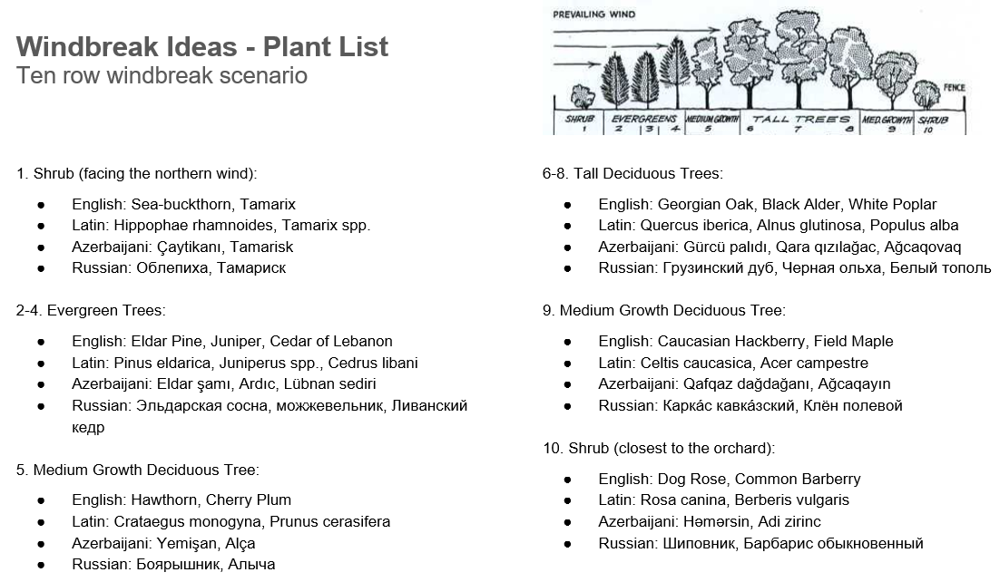 Windbreak Ideas - Plant List
Ten row windbreak scenario
PREVAILING WIND
FENCE
SHRUB EVERGREENS MEDIUM GROWTH TALL TREES MED. GROWTH SHRUB
1 2 3 4 5 6 7 8 9 10
1. Shrub (facing the northern wind):
● English: Sea-buckthorn, Tamarix
● Latin: Hippophae rhamnoides, Tamarix spp.
● Azerbaijani: Çaytikanı, Tamarisk
● Russian: Облепиха, Тамариск
2-4. Evergreen Trees:
● English: Eldar Pine, Juniper, Cedar of Lebanon
● Latin: Pinus eldarica, Juniperus spp., Cedrus libani
● Azerbaijani: Eldar şamı, Ardıc, Lübnan sediri
● Russian: Эльдарская сосна, можжевельник, Ливанский
кедр
5. Medium Growth Deciduous Tree:
● English: Hawthorn, Cherry Plum
● Latin: Crataegus monogyna, Prunus cerasifera
● Azerbaijani: Yemişan, Alça
● Russian: Боярышник, Алыча
6-8. Tall Deciduous Trees:
● English: Georgian Oak, Black Alder, White Poplar
● Latin: Quercus iberica, Alnus glutinosa, Populus alba
● Azerbaijani: Gürcü palıdı, Qara qızılağac, Ağcaqovaq
● Russian: Грузинский дуб, Черная ольха, Белый тополь
9. Medium Growth Deciduous Tree:
● English: Caucasian Hackberry, Field Maple
● Latin: Celtis caucasica, Acer campestre
● Azerbaijani: Qafqaz dağdağanı, Ağcaqayın
● Russian: Карка́с кавка́зский, Клён полевой
10. Shrub (closest to the orchard):
● English: Dog Rose, Common Barberry
● Latin: Rosa canina, Berberis vulgaris
● Azerbaijani: Həmərsin, Adi zirinc
● Russian: Шиповник, Барбарис обыкновенный